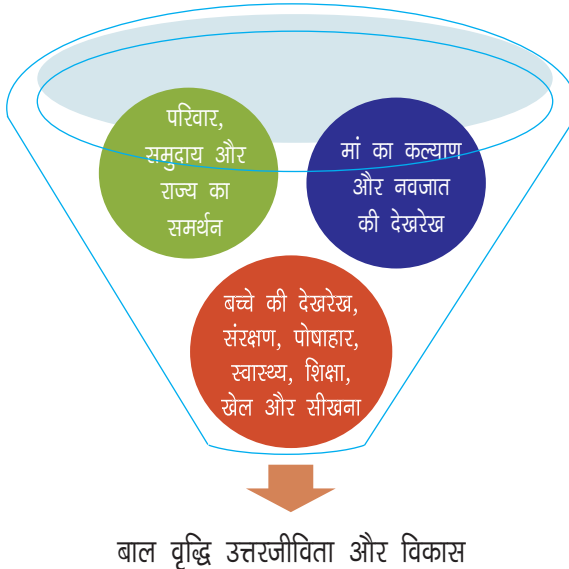 परिवार,
समुदाय और
राज्य का
समर्थन
मां का कल्याण
और नवजात
की देखरेख
बच्चे की देखरेख,
संरक्षण, पोषाहार,
स्वास्थ्य, शिक्षा,
खेल और सीखना
बाल वृद्धि उत्तरजीविता और विकास